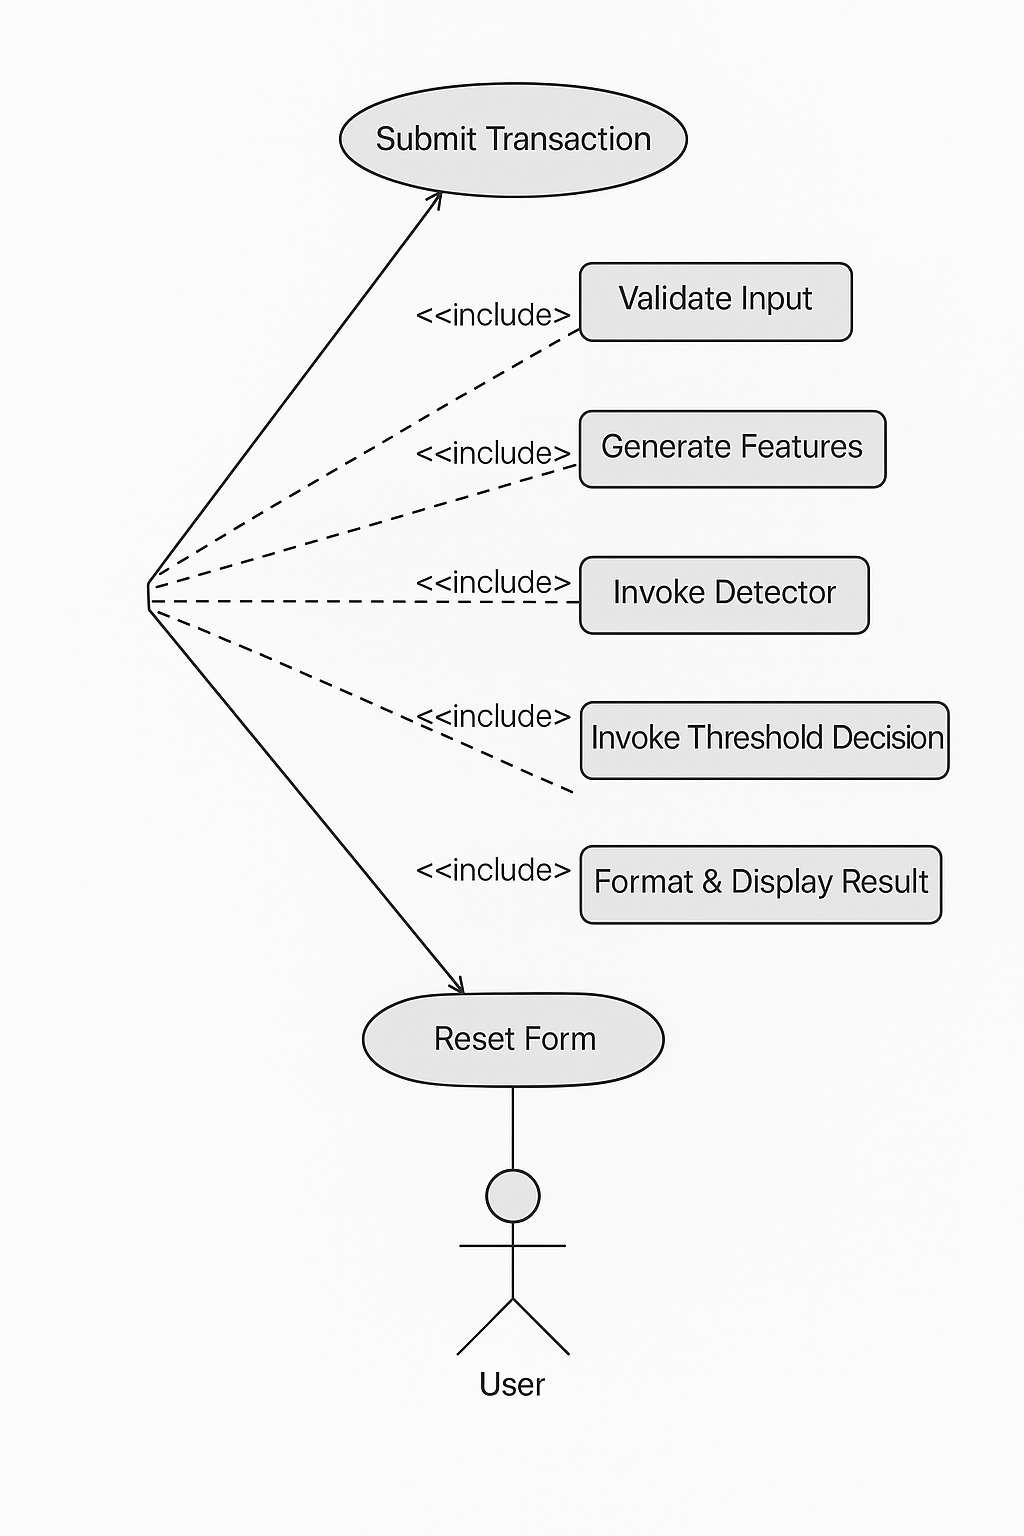 Submit Transaction
<<include>
Validate Input
<<include>
Generate Features
<<include>
Invoke Detector
<<include>
Invoke Threshold Decision
<<include>
Format & Display Result
Reset Form
User